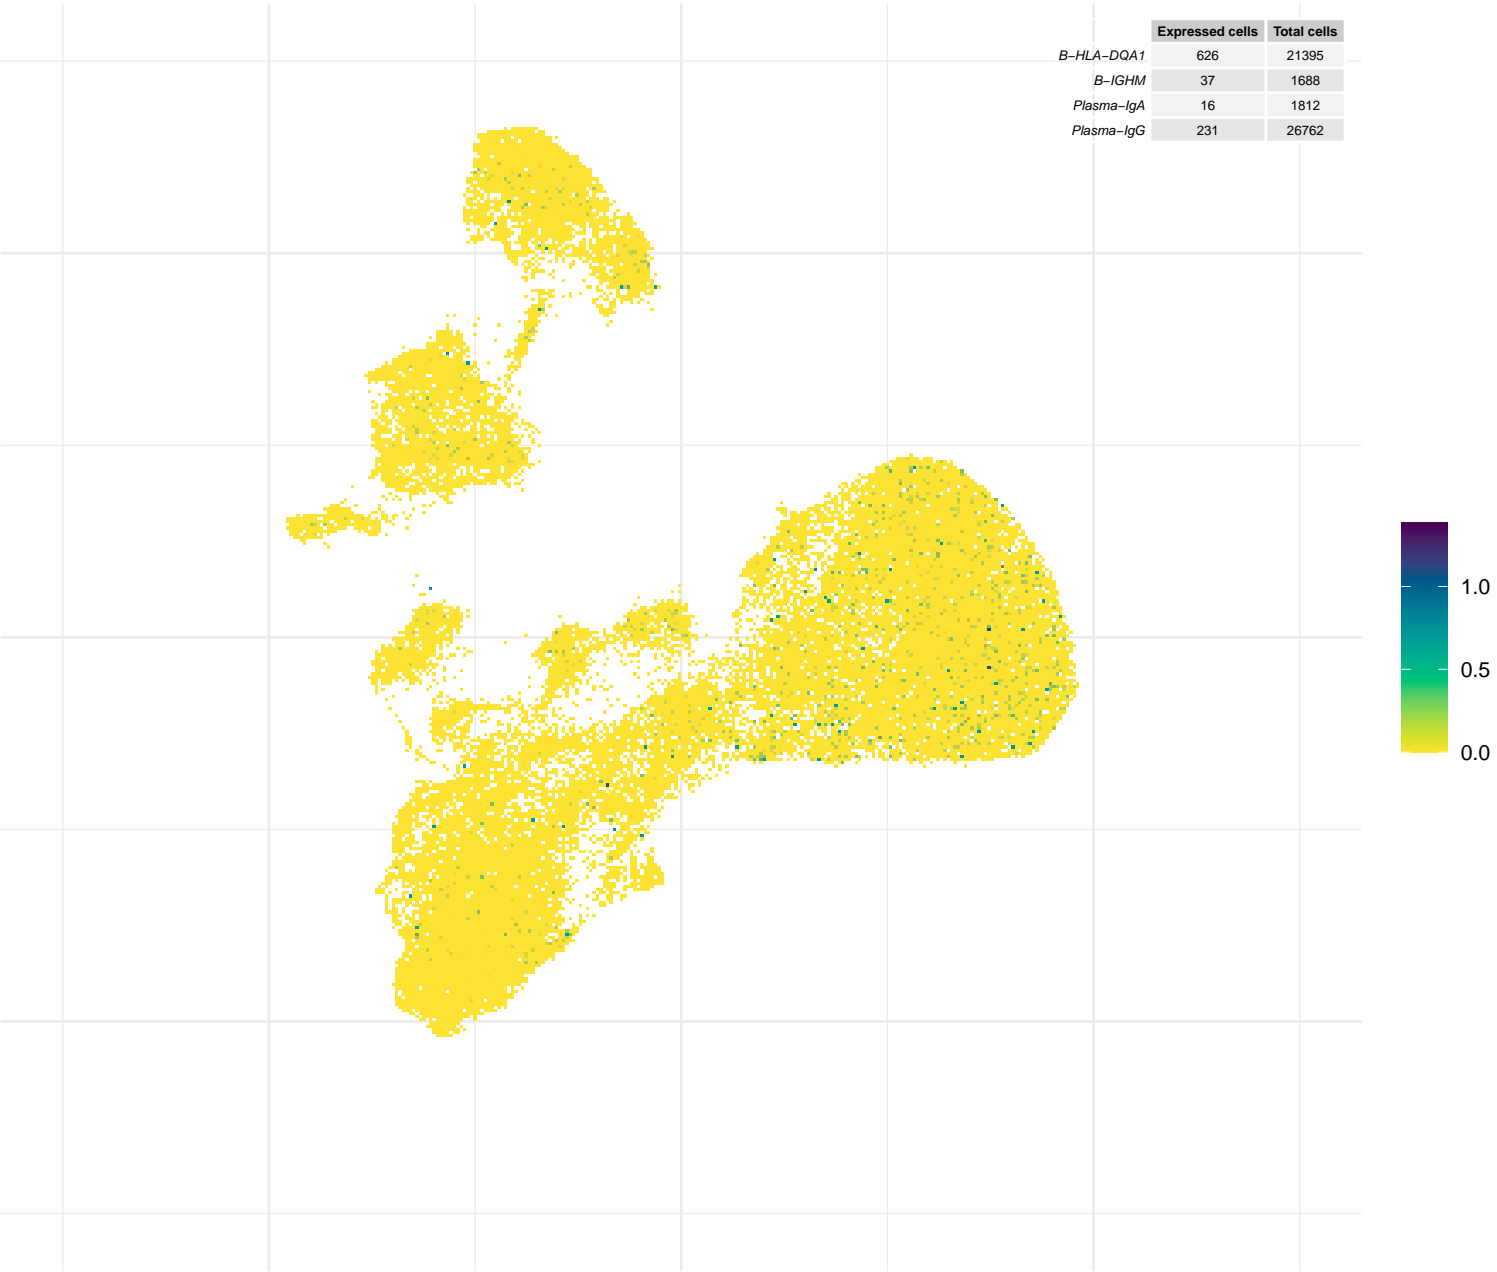 Expressed cells Total cells
B−HLA−DQA1 626 21395
B−IGHM 37 1688
Plasma−IgA 16 1812
Plasma−IgG 231 26762
1.0
0.5
0.0